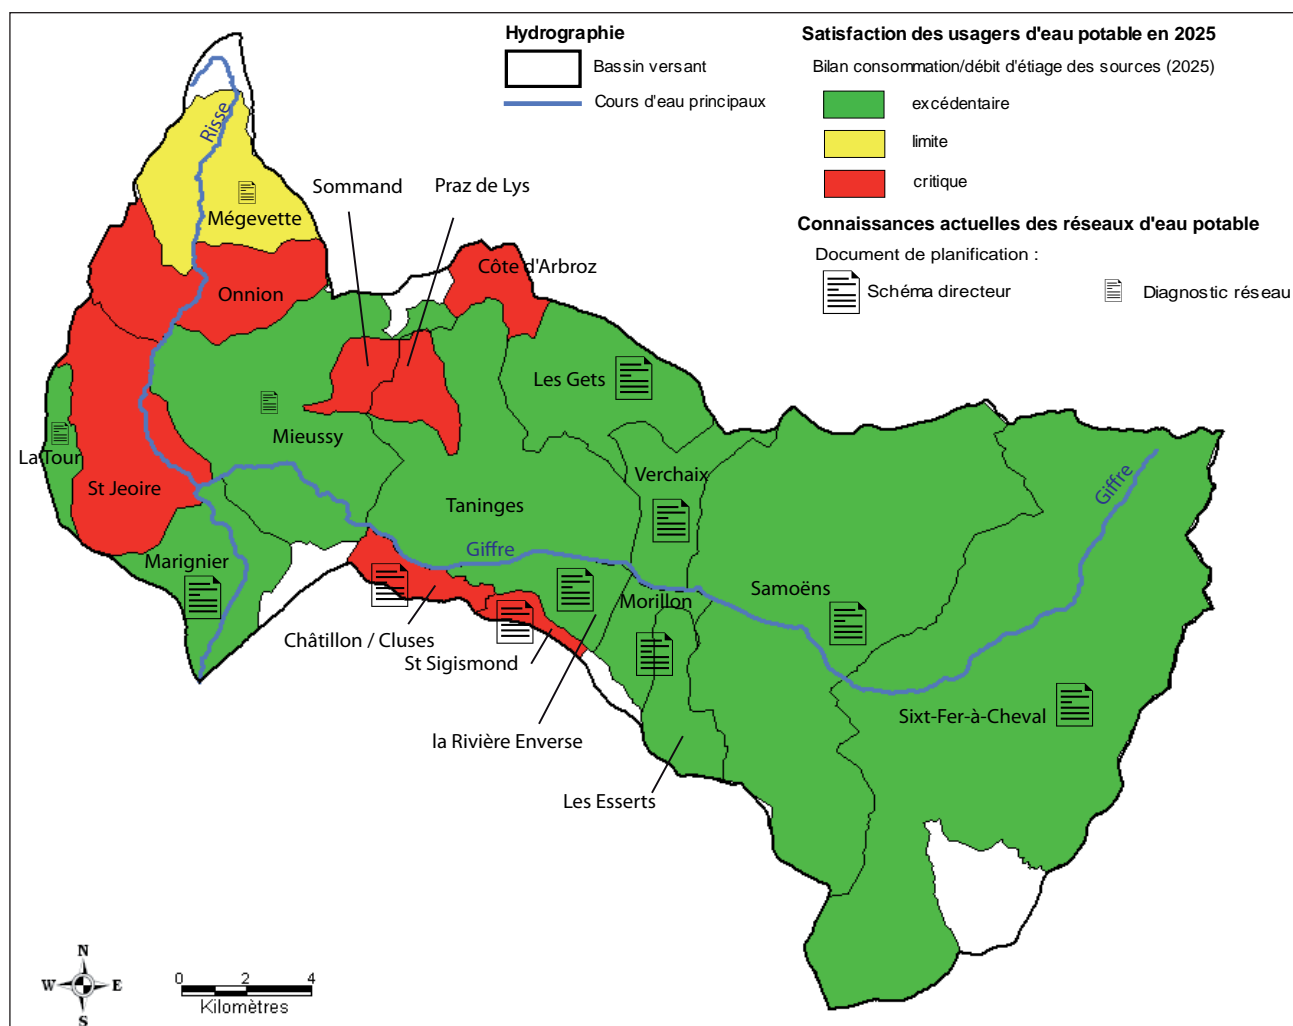 Hydrographie
Bassin versant
Cours d'eau principaux
Satisfaction des usagers d'eau potable en 2025
Bilan consommation/débit d'étiage des sources (2025)
excédentaire
limite
critique
Connaissances actuelles des réseaux d'eau potable
Document de planification :
Schéma directeur
Diagnostic réseau
Risse
Mégevette
Sommand
Praz de Lys
Côte d'Arbroz
Onnion
Les Gets
Mieussy
La Tour
St Jeoire
Verchaix
Taninges
Giffre
Giffre
Marignier
Morillon
Samoëns
Châtillon / Cluses
St Sigismond
Sixt-Fer-à-Cheval
la Rivière Enverse
Les Esserts
N
W
E
S
0 2 4
Kilomètres